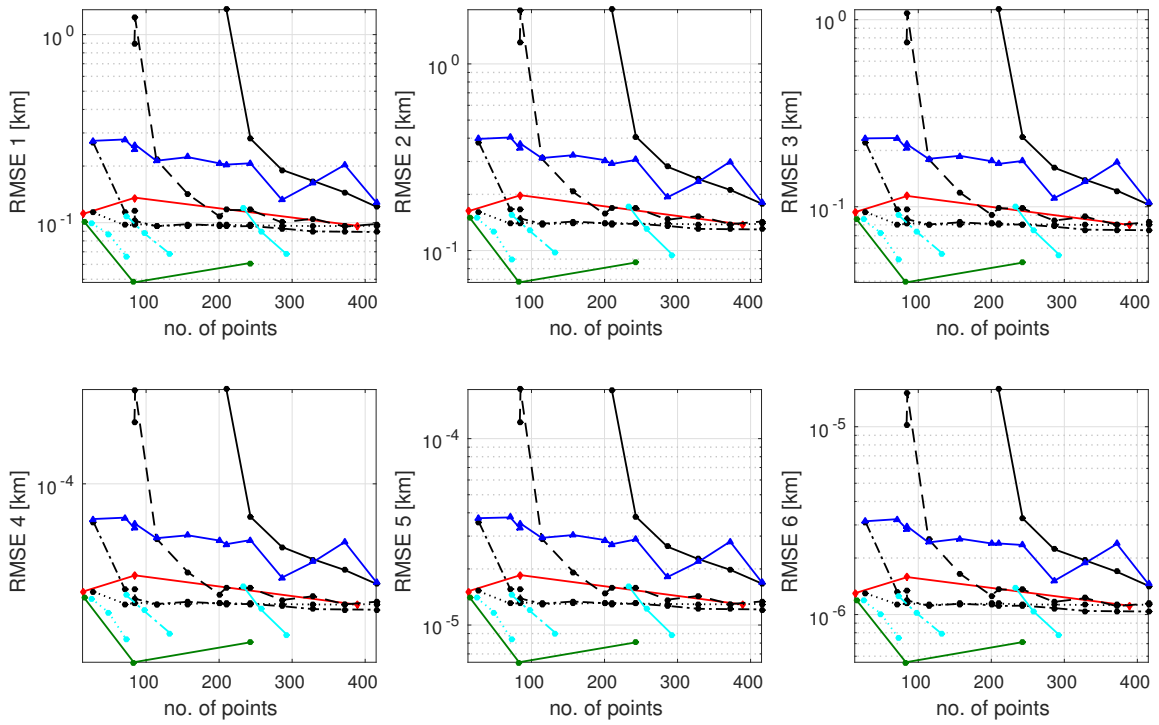 10^0
10^-1
RMSE 1 [km]
100 200 300 400
no. of points
10^0
10^-1
RMSE 2 [km]
100 200 300 400
no. of points
10^0
10^-1
RMSE 3 [km]
100 200 300 400
no. of points
10^-4
RMSE 4 [km]
100 200 300 400
no. of points
10^-4
10^-5
RMSE 5 [km]
100 200 300 400
no. of points
10^-5
10^-6
RMSE 6 [km]
100 200 300 400
no. of points